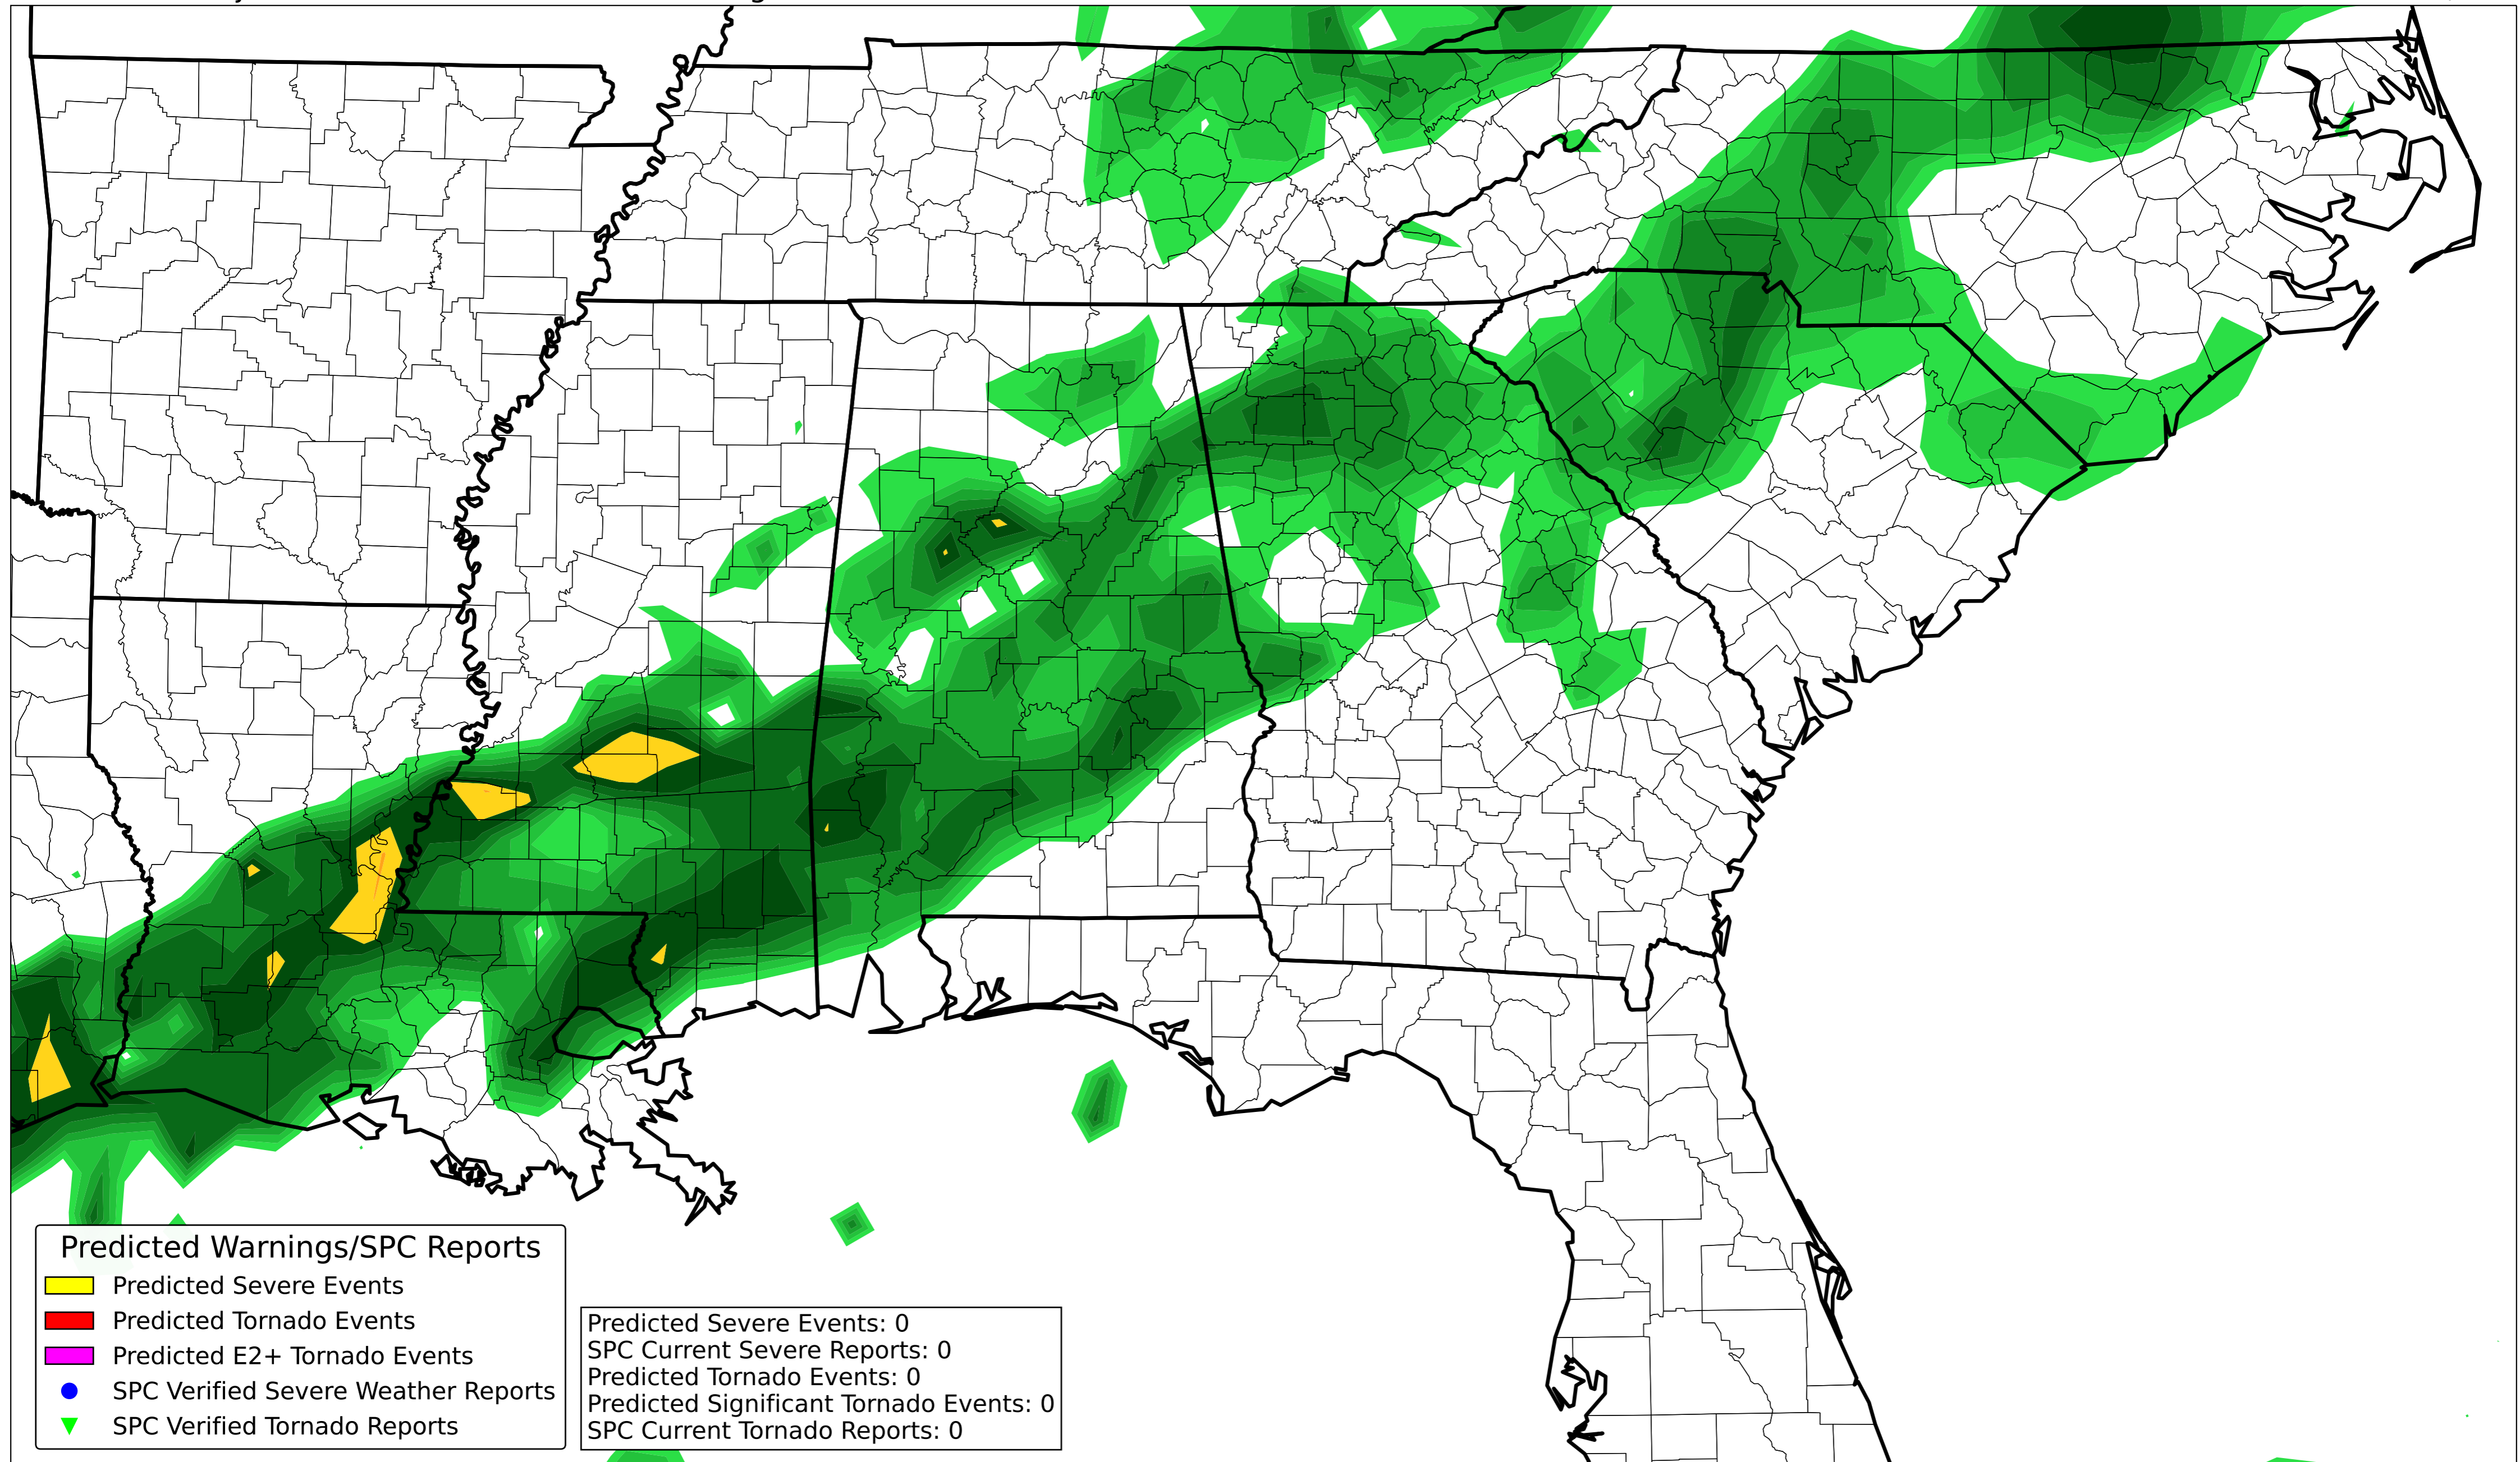 Predicted Warnings/SPC Reports
Predicted Severe Events
Predicted Tornado Events
Predicted E2+ Tornado Events
SPC Verified Severe Weather Reports
SPC Verified Tornado Reports
Predicted Severe Events: 0
SPC Current Severe Reports: 0
Predicted Tornado Events: 0
Predicted Significant Tornado Events: 0
SPC Current Tornado Reports: 0